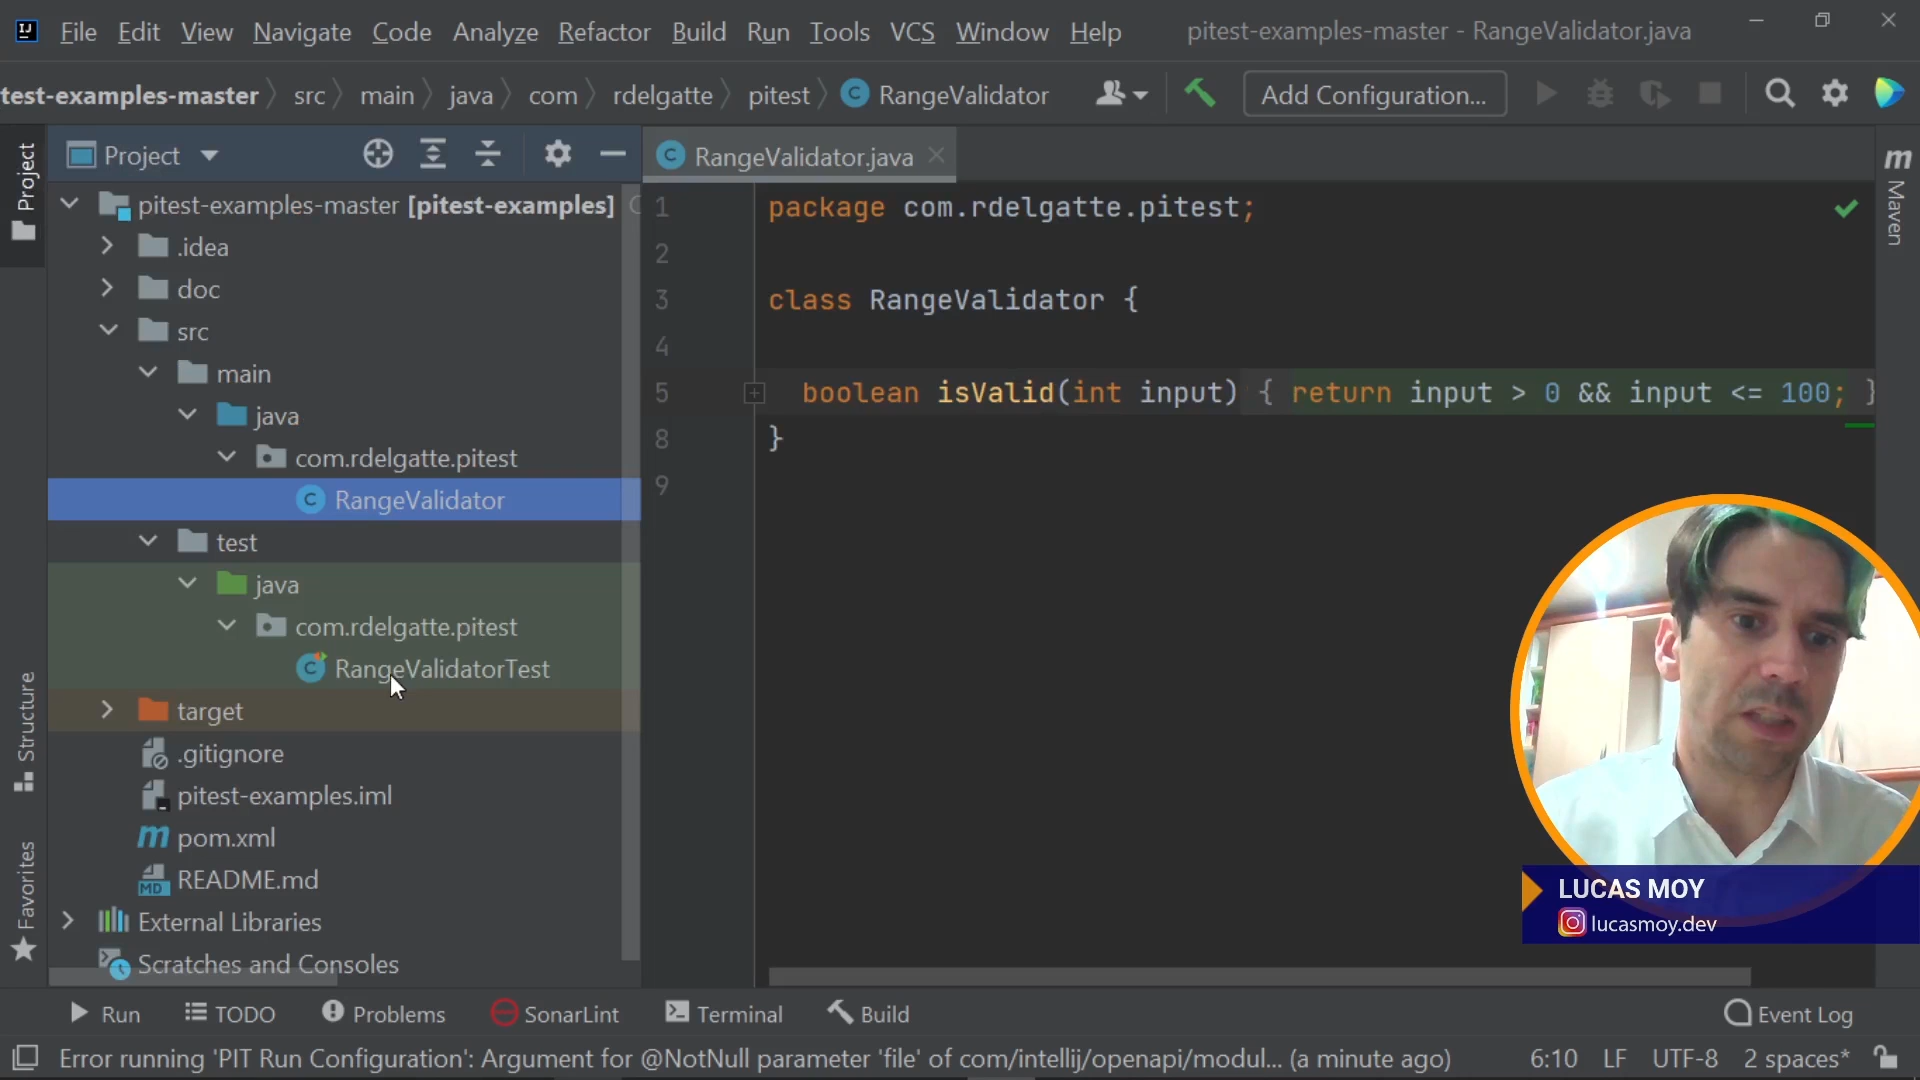 IJ File Edit View Navigate Code Analyze Refactor Build Run Tools VCS Window Help pitest-examples-master - RangeValidator.java
test-examples-master src main java com rdelgatte pitest C RangeValidator Add Configuration...
Project
Project
C RangeValidator.java
m Maven
pitest-examples-master [pitest-examples]
.idea
doc
src
main
java
com.rdelgatte.pitest
C RangeValidator
test
java
com.rdelgatte.pitest
C RangeValidatorTest
target
.gitignore
pitest-examples.iml
m pom.xml
MD README.md
External Libraries
Scratches and Consoles
Structure
Favorites
1 package com.rdelgatte.pitest;
2
3 class RangeValidator {
4
5 boolean isValid(int input) { return input > 0 && input <= 100; }
8 }
9
LUCAS MOY
lucasmoy.dev
Run TODO Problems SonarLint Terminal Build Event Log
Error running 'PIT Run Configuration': Argument for @NotNull parameter 'file' of com/intellij/openapi/modul... (a minute ago) 6:10 LF UTF-8 2 spaces*